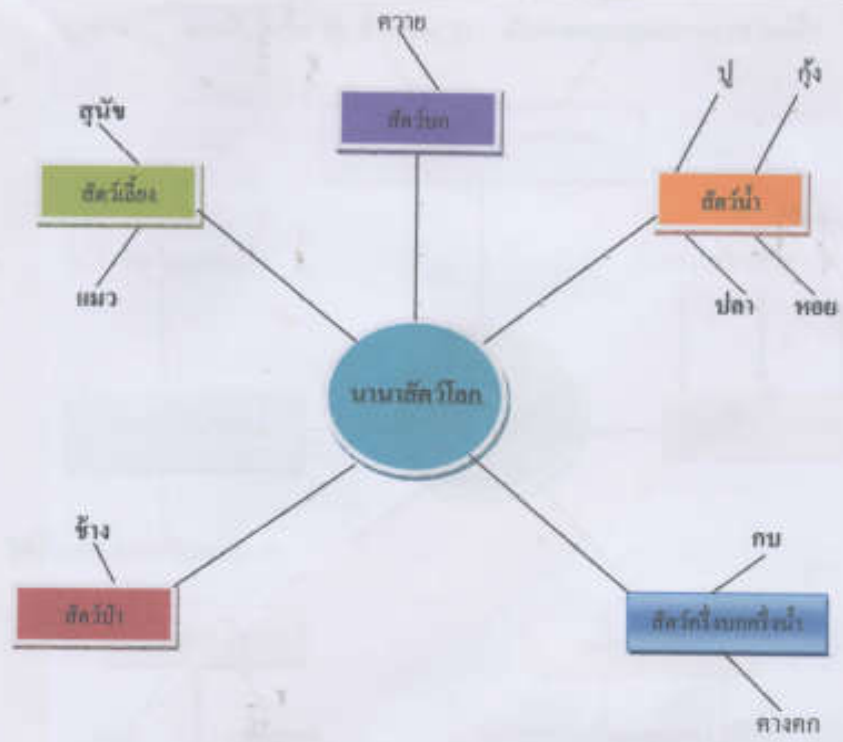 ควาย
สัตว์บก
ปู
กุ้ง
สัตว์น้ำ
ปลา
หอย
สุนัข
สัตว์เลี้ยง
แมว
นานาสัตว์โลก
ช้าง
สัตว์ป่า
กบ
สัตว์ครึ่งบกครึ่งน้ำ
คางคก